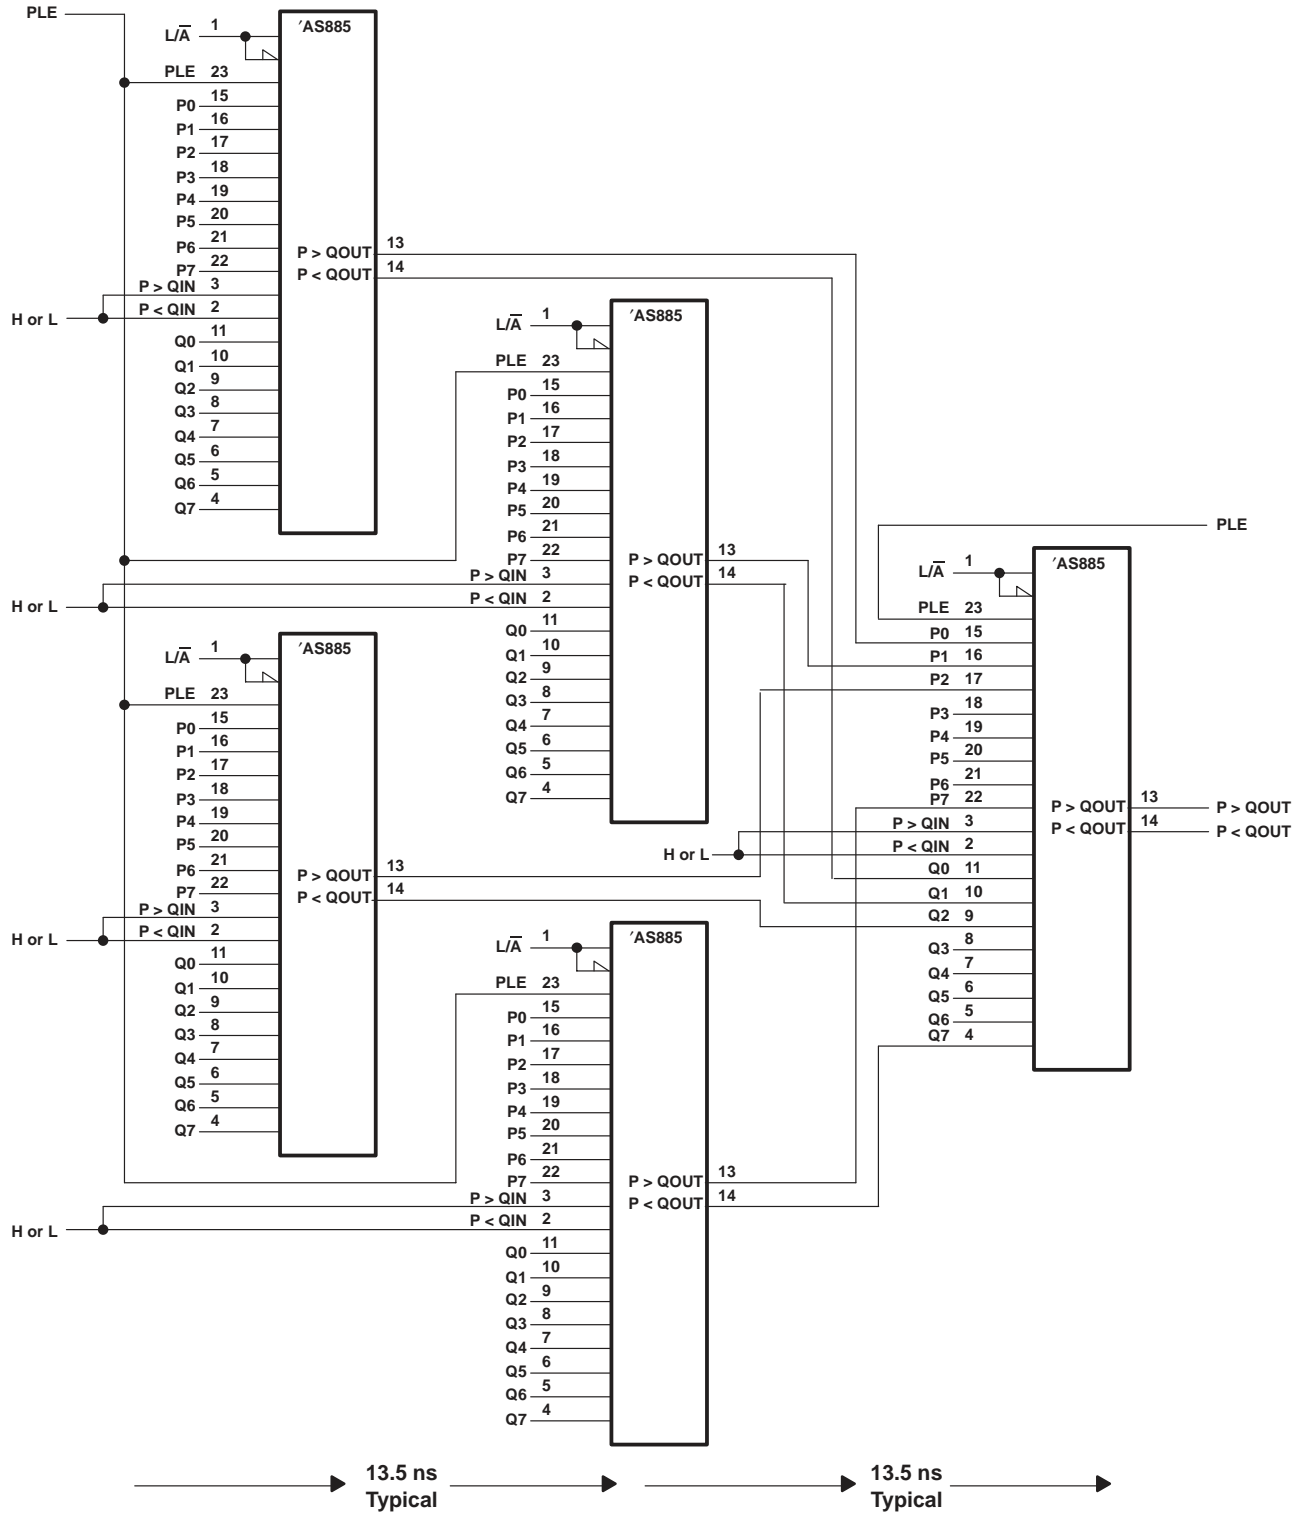 PLE
L/A̅ 1 ′AS885
PLE 23
P0 15
P1 16
P2 17
P3 18
P4 19
P5 20
P6 21
P7 22
P > QOUT 13
P < QOUT 14
P > QIN 3
P < QIN 2
H or L
Q0 11
Q1 10
Q2 9
Q3 8
Q4 7
Q5 6
Q6 5
Q7 4
L/A̅ 1 ′AS885
PLE 23
P0 15
P1 16
P2 17
P3 18
P4 19
P5 20
P6 21
P7 22
P > QOUT 13
P < QOUT 14
P > QIN 3
P < QIN 2
H or L
Q0 11
Q1 10
Q2 9
Q3 8
Q4 7
Q5 6
Q6 5
Q7 4
L/A̅ 1 ′AS885
PLE 23
P0 15
P1 16
P2 17
P3 18
P4 19
P5 20
P6 21
P7 22
P > QOUT 13
P < QOUT 14
P > QIN 3
P < QIN 2
H or L
Q0 11
Q1 10
Q2 9
Q3 8
Q4 7
Q5 6
Q6 5
Q7 4
L/A̅ 1 ′AS885
PLE 23
P0 15
P1 16
P2 17
P3 18
P4 19
P5 20
P6 21
P7 22
P > QOUT 13
P < QOUT 14
P > QIN 3
P < QIN 2
H or L
Q0 11
Q1 10
Q2 9
Q3 8
Q4 7
Q5 6
Q6 5
Q7 4
PLE
L/A̅ 1 ′AS885
PLE 23
P0 15
P1 16
P2 17
P3 18
P4 19
P5 20
P6 21
P7 22
P > QOUT 13 P > QOUT
P < QOUT 14 P < QOUT
P > QIN 3
P < QIN 2
H or L
Q0 11
Q1 10
Q2 9
Q3 8
Q4 7
Q5 6
Q6 5
Q7 4
13.5 ns
Typical
13.5 ns
Typical